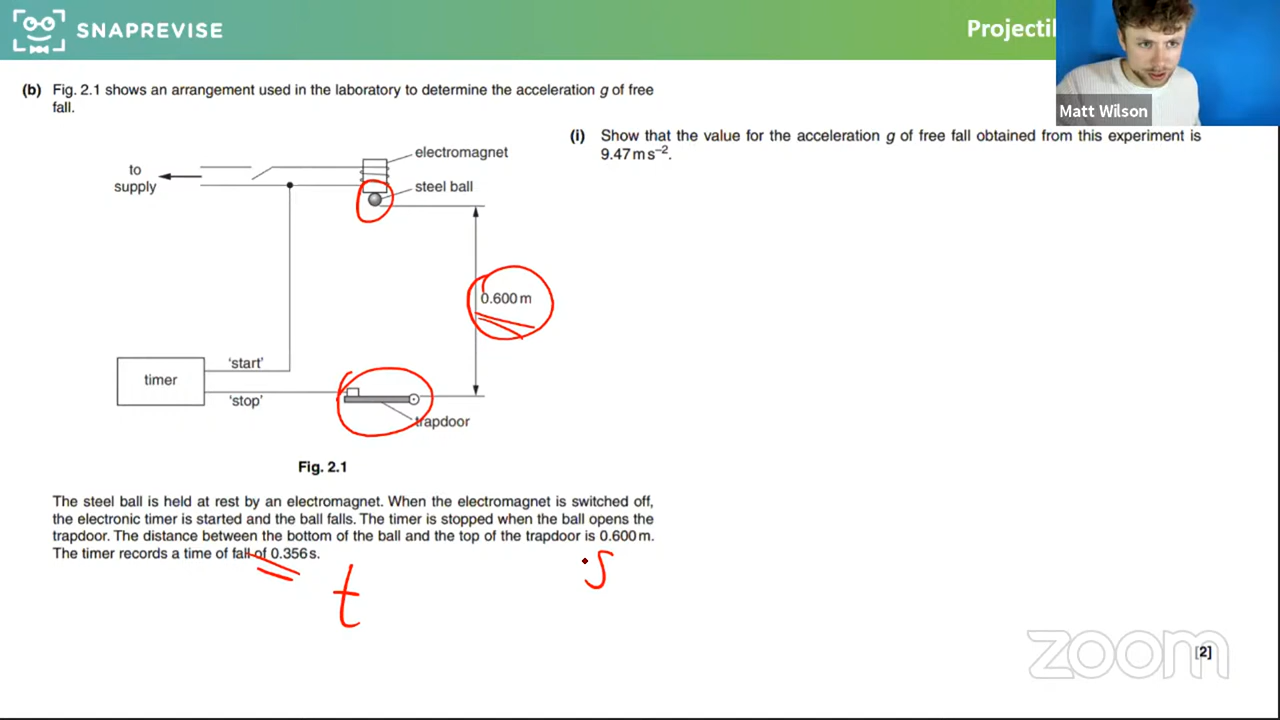 SNAPREVISE
Matt Wilson
(b) Fig. 2.1 shows an arrangement used in the laboratory to determine the acceleration g of free
fall.
(i) Show that the value for the acceleration g of free fall obtained from this experiment is
9.47 m s⁻².
to
supply
electromagnet
steel ball
0.600 m
timer
'start'
'stop'
trapdoor
Fig. 2.1
The steel ball is held at rest by an electromagnet. When the electromagnet is switched off,
the electronic timer is started and the ball falls. The timer is stopped when the ball opens the
trapdoor. The distance between the bottom of the ball and the top of the trapdoor is 0.600 m.
The timer records a time of fall of 0.356 s.
t
s
zoom
[2]